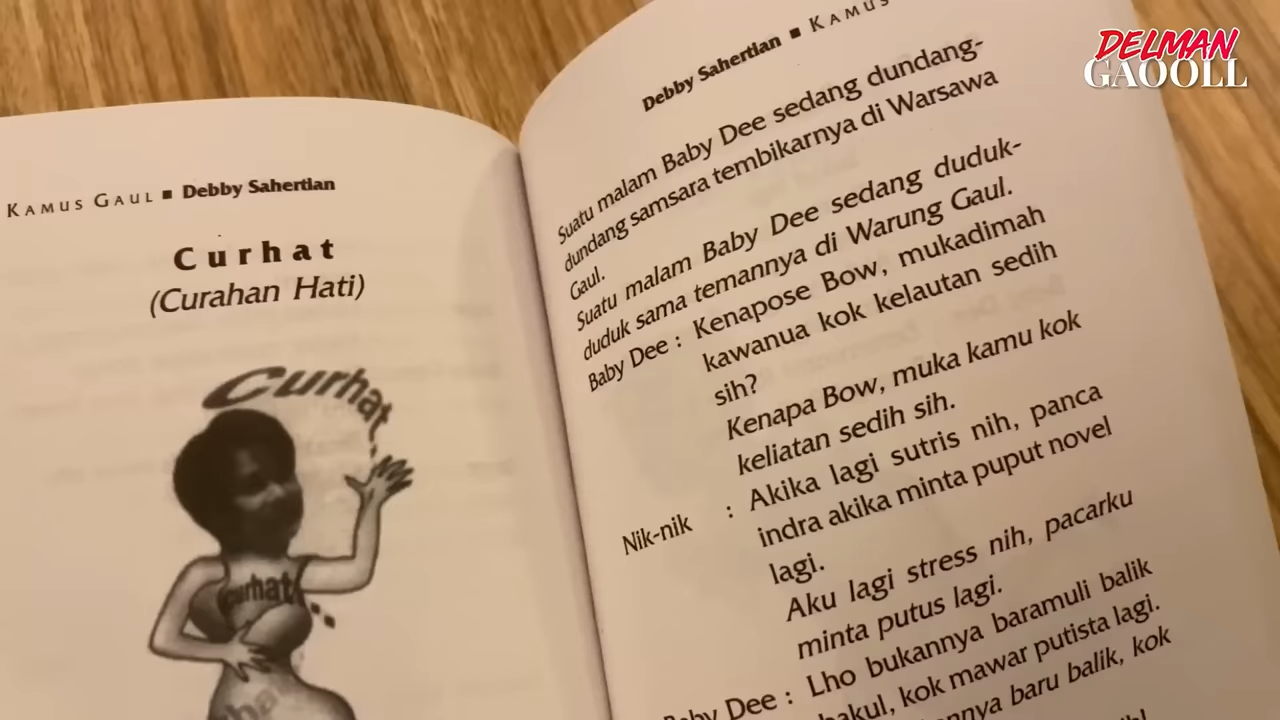 DELMAN
GAOOLL
KAMUS GAUL ■ Debby Sahertian
Curhat
(Curahan Hati)
Curhat
curhat
Debby Sahertian ■ KAMUS
Suatu malam Baby Dee sedang dundang-
dundang samsara tembikarnya di Warsawa
Gaul.
Suatu malam Baby Dee sedang duduk-
duduk sama temannya di Warung Gaul.
Baby Dee : Kenapose Bow, mukadimah
kawanua kok kelautan sedih
sih?
Kenapa Bow, muka kamu kok
keliatan sedih sih.
Nik-nik : Akika lagi sutris nih, panca
indra akika minta puput novel
lagi.
Aku lagi stress nih, pacarku
minta putus lagi.
Baby Dee : Lho bukannya baramuli balik
kok mawar putista lagi.
baru balik, kok